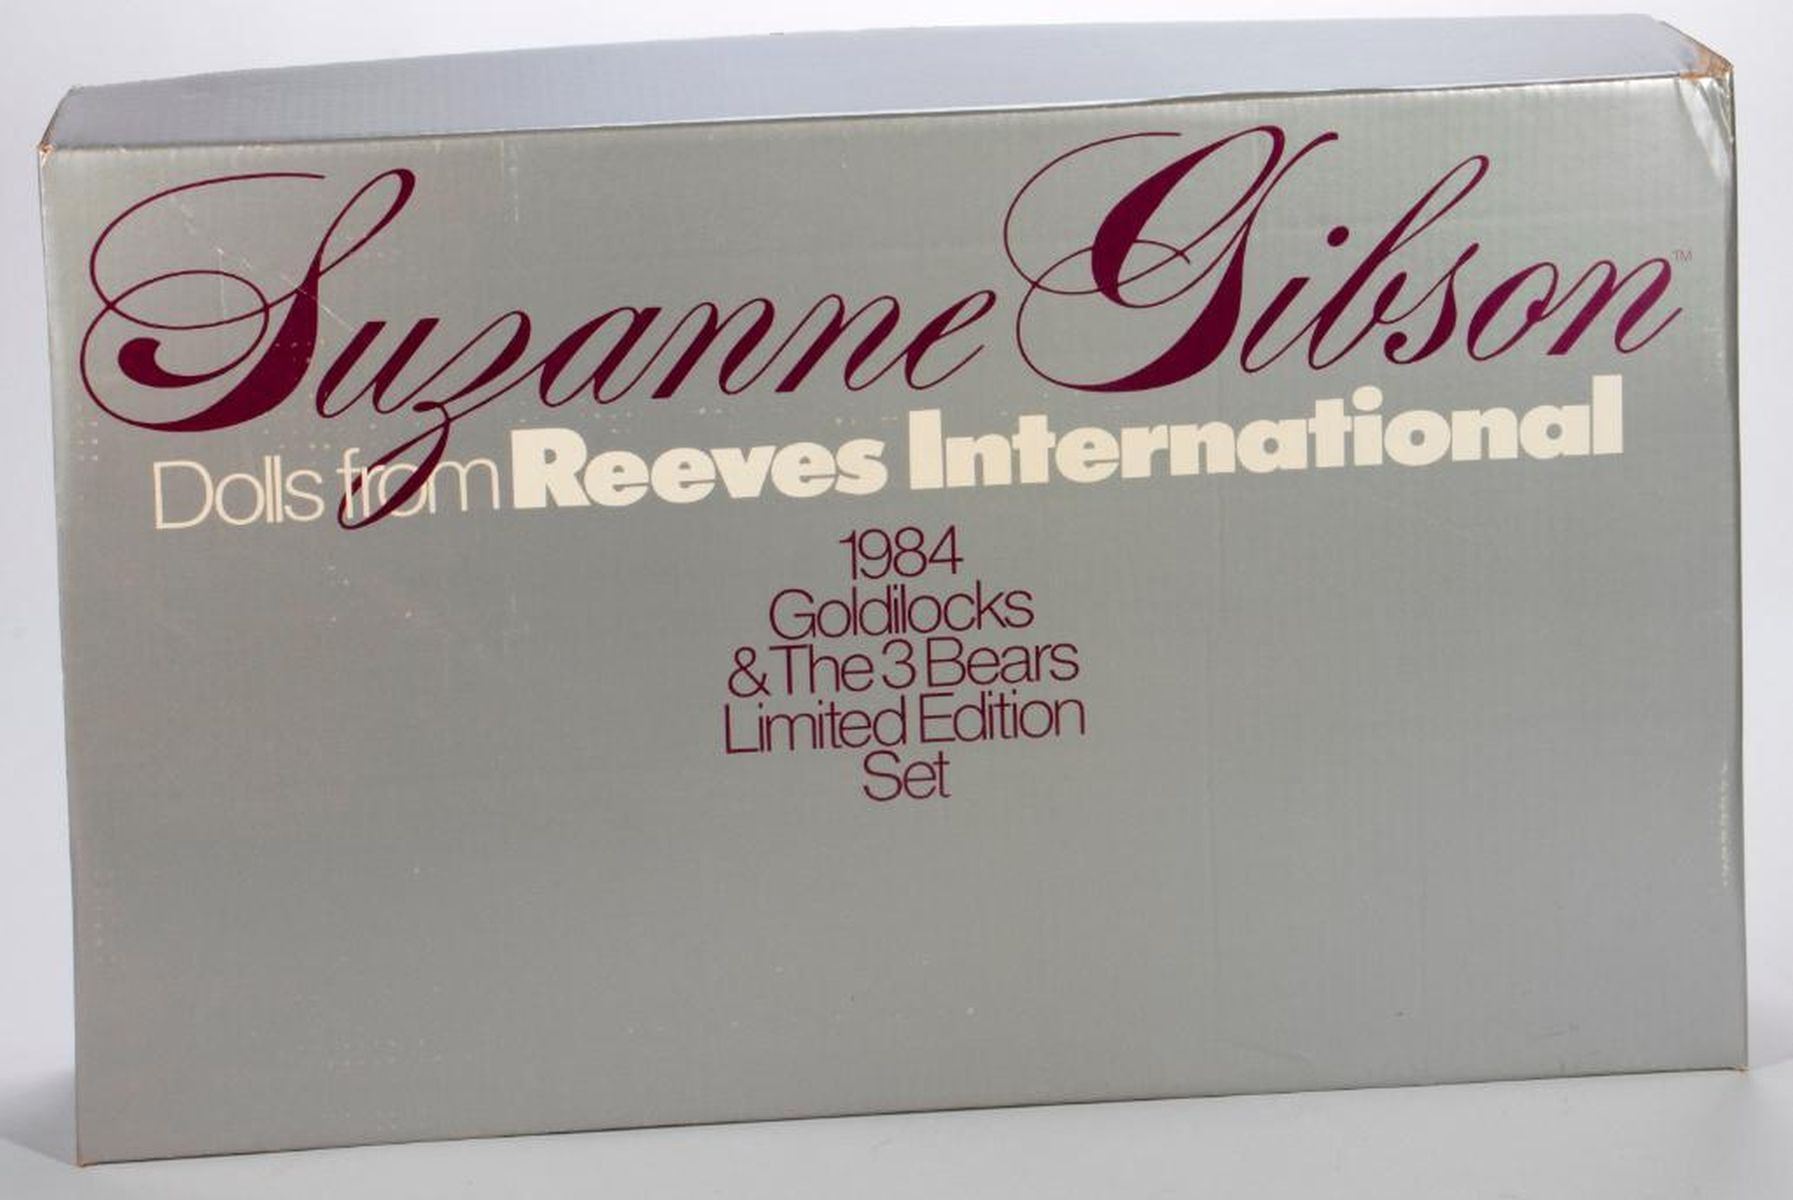 Suzanne Gibson™
Dolls from Reeves International
1984
Goldilocks
& The 3 Bears
Limited Edition
Set